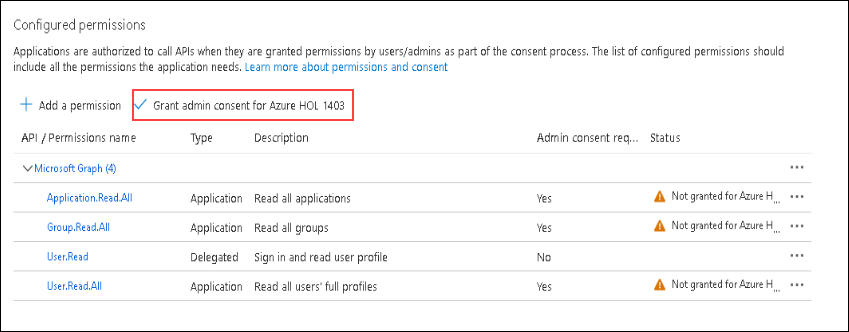 Configured permissions
Applications are authorized to call APIs when they are granted permissions by users/admins as part of the consent process. The list of configured permissions should
include all the permissions the application needs. Learn more about permissions and consent
Add a permission Grant admin consent for Azure HOL 1403
API / Permissions name Type Description Admin consent req... Status
Microsoft Graph (4)
Application.Read.All Application Read all applications Yes Not granted for Azure H...
Group.Read.All Application Read all groups Yes Not granted for Azure H...
User.Read Delegated Sign in and read user profile No
User.Read.All Application Read all users' full profiles Yes Not granted for Azure H...